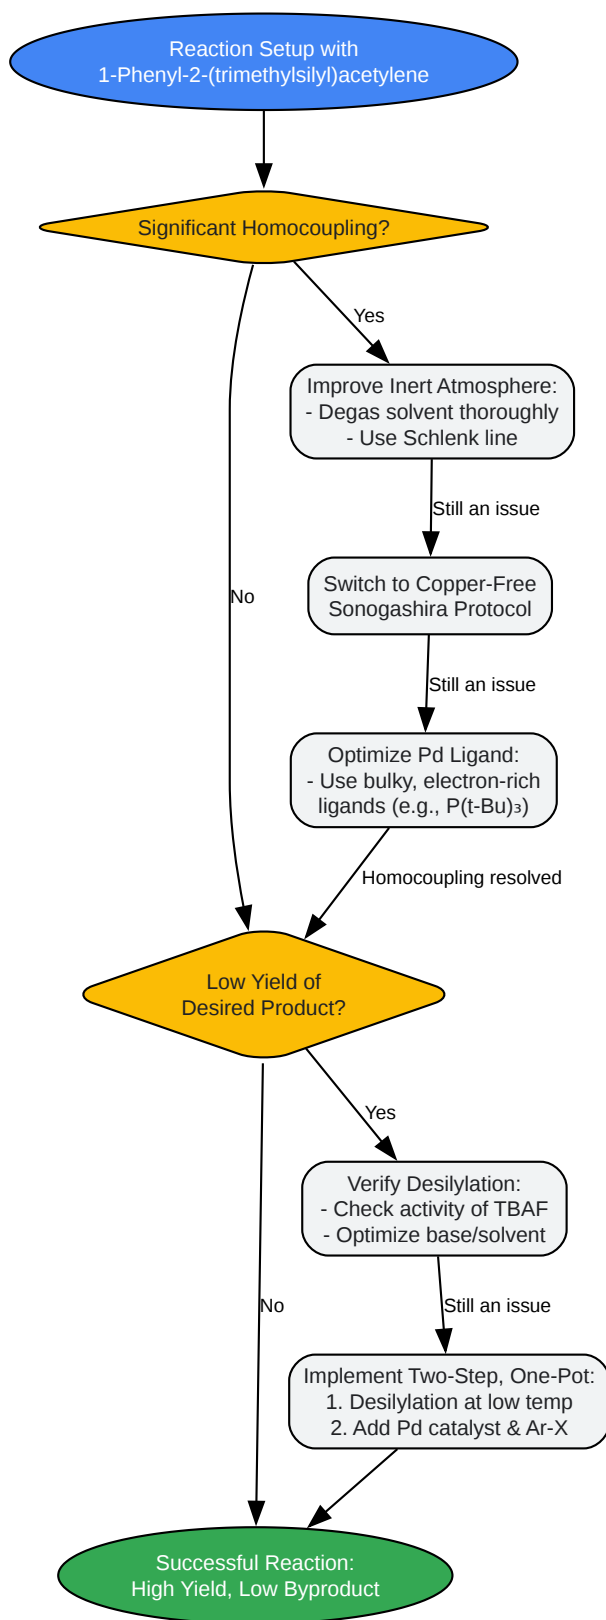 Reaction Setup with
1-Phenyl-2-(trimethylsilyl)acetylene
Significant Homocoupling?
Yes
Improve Inert Atmosphere:
- Degas solvent thoroughly
- Use Schlenk line
Still an issue
Switch to Copper-Free
Sonogashira Protocol
No
Still an issue
Optimize Pd Ligand:
- Use bulky, electron-rich
ligands (e.g., P(t-Bu)₃)
Homocoupling resolved
Low Yield of
Desired Product?
Yes
Verify Desilylation:
- Check activity of TBAF
- Optimize base/solvent
No
Still an issue
Implement Two-Step, One-Pot:
1. Desilylation at low temp
2. Add Pd catalyst & Ar-X
Successful Reaction:
High Yield, Low Byproduct